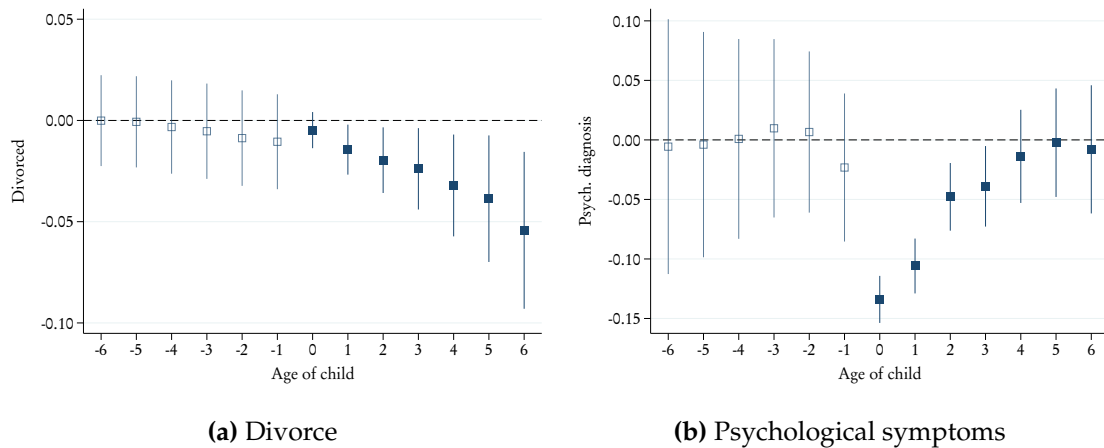 0.05
0.00
-0.05
-0.10
Divorced
-6 -5 -4 -3 -2 -1 0 1 2 3 4 5 6
Age of child
(a) Divorce
0.10
0.05
0.00
-0.05
-0.10
-0.15
Psych. diagnosis
-6 -5 -4 -3 -2 -1 0 1 2 3 4 5 6
Age of child
(b) Psychological symptoms